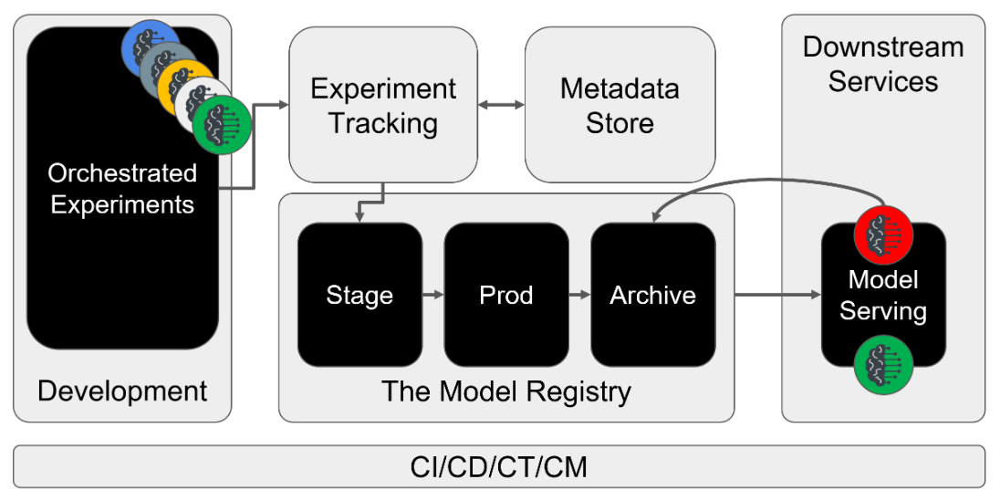 Orchestrated
Experiments
Development
Experiment
Tracking
Metadata
Store
Stage
Prod
Archive
The Model Registry
Downstream
Services
Model
Serving
CI/CD/CT/CM